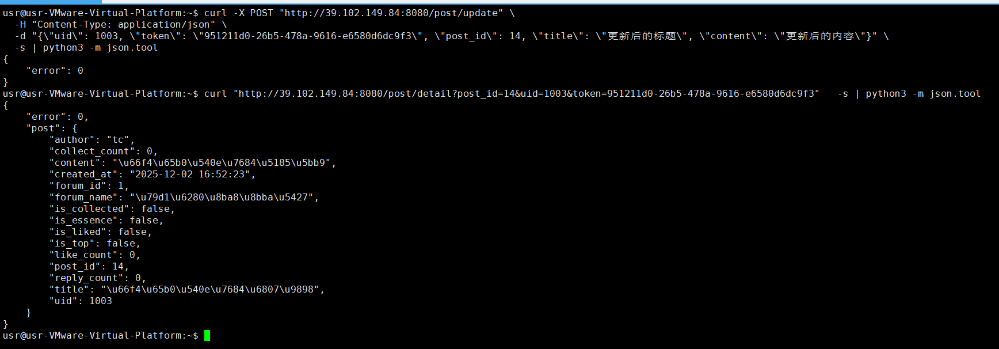 usr@usr-VMware-Virtual-Platform:~$ curl -X POST "http://39.102.149.84:8080/post/update" \
  -H "Content-Type: application/json" \
  -d "{\"uid\": 1003, \"token\": \"951211d0-26b5-478a-9616-e6580d6dc9f3\", \"post_id\": 14, \"title\": \"更新后的标题\", \"content\": \"更新后的内容\"}" \
  -s | python3 -m json.tool
{
    "error": 0
}
usr@usr-VMware-Virtual-Platform:~$ curl "http://39.102.149.84:8080/post/detail?post_id=14&uid=1003&token=951211d0-26b5-478a-9616-e6580d6dc9f3"   -s | python3 -m json.tool
{
    "error": 0,
    "post": {
        "author": "tc",
        "collect_count": 0,
        "content": "\u66f4\u65b0\u540e\u7684\u5185\u5bb9",
        "created_at": "2025-12-02 16:52:23",
        "forum_id": 1,
        "forum_name": "\u79d1\u6280\u8ba8\u8bba\u5427",
        "is_collected": false,
        "is_essence": false,
        "is_liked": false,
        "is_top": false,
        "like_count": 0,
        "post_id": 14,
        "reply_count": 0,
        "title": "\u66f4\u65b0\u540e\u7684\u6807\u9898",
        "uid": 1003
    }
}
usr@usr-VMware-Virtual-Platform:~$